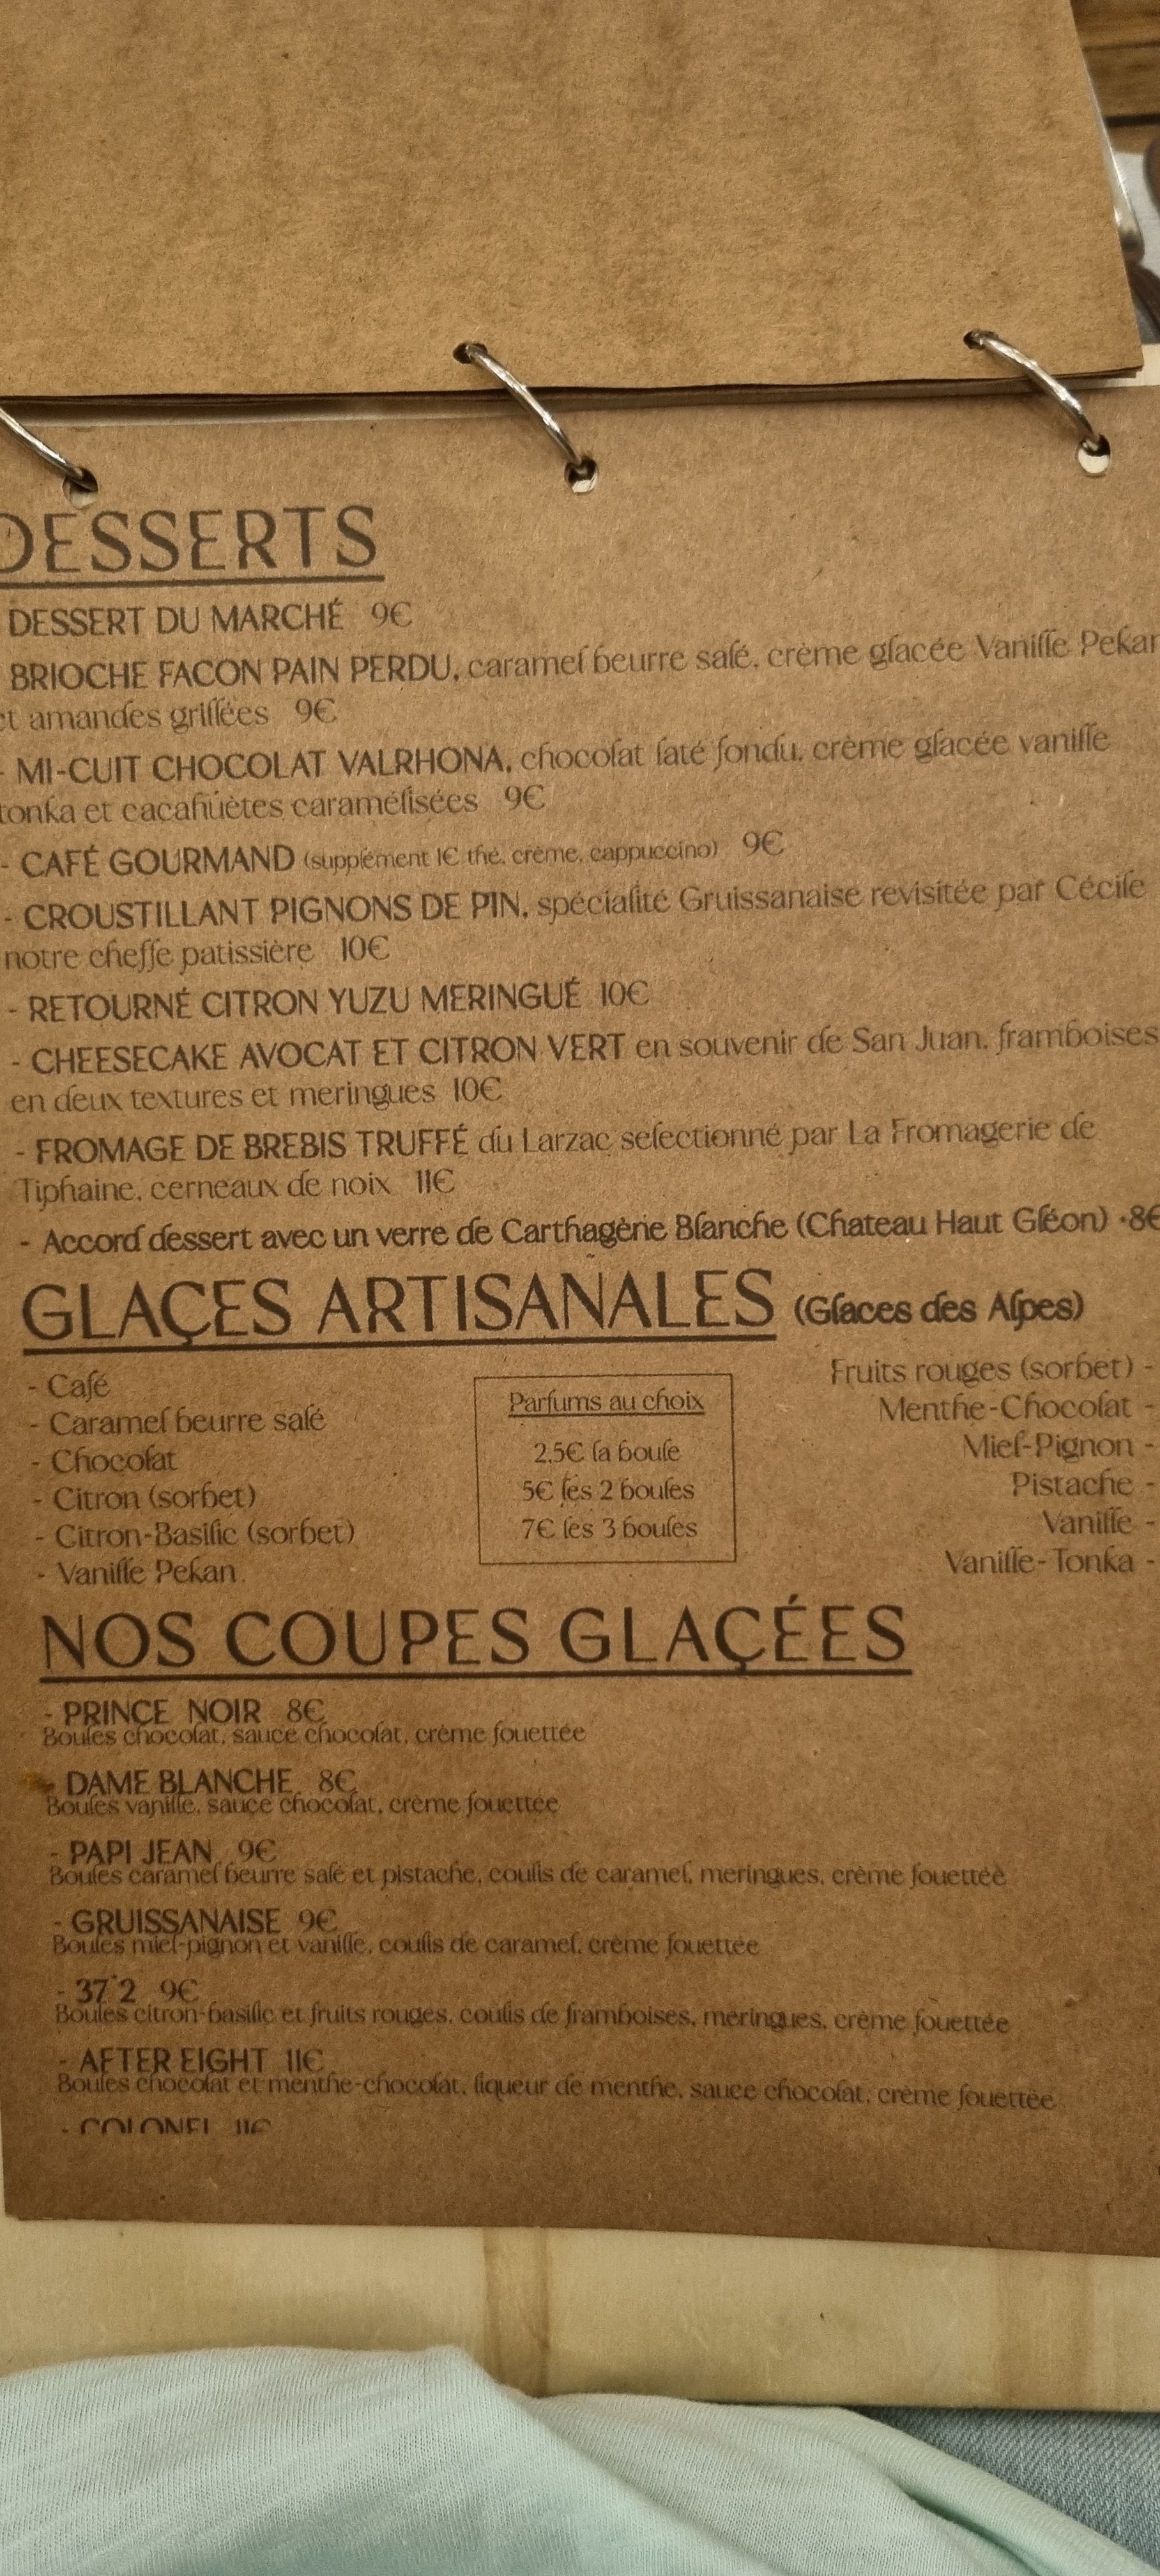 DESSERTS
DESSERT DU MARCHÉ 9€
BRIOCHE FACON PAIN PERDU, caramel beurre salé, crème glacée Vanille Pekan
et amandes grillées 9€
- MI-CUIT CHOCOLAT VALRHONA, chocolat laté fondu, crème glacée vanille
tonka et cacahüètes caramélisées 9€
- CAFÉ GOURMAND (supplément 1€ thé, crème, cappuccino) 9€
- CROUSTILLANT PIGNONS DE PIN, spécialité Gruissanaise revisitée par Cécile
notre cheffe patissière 10€
- RETOURNÉ CITRON YUZU MERINGUÉ 10€
- CHEESECAKE AVOCAT ET CITRON VERT en souvenir de San Juan, framboises
en deux textures et meringues 10€
- FROMAGE DE BREBIS TRUFFÉ du Larzac selectionné par La Fromagerie de
Tiphaine, cerneaux de noix 11€
- Accord dessert avec un verre de Carthagène Blanche (Chateau Haut Gléon) ·8€
GLAÇES ARTISANALES (Glaces des Alpes)
- Café
- Caramel beurre salé
- Chocolat
- Citron (sorbet)
- Citron-Basilic (sorbet)
- Vanille Pekan
Parfums au choix
2,5€ la boule
5€ les 2 boules
7€ les 3 boules
Fruits rouges (sorbet) -
Menthe-Chocolat -
Miel-Pignon -
Pistache -
Vanille -
Vanille-Tonka -
NOS COUPES GLAÇÉES
- PRINCE NOIR 8€
Boules chocolat, sauce chocolat, crème fouettée
- DAME BLANCHE 8€
Boules vanille, sauce chocolat, crème fouettée
- PAPI JEAN 9€
Boules caramel beurre salé et pistache, coulis de caramel, meringues, crème fouettée
- GRUISSANAISE 9€
Boules miel-pignon et vanille, coulis de caramel, crème fouettée
- 37°2 9€
Boules citron-basilic et fruits rouges, coulis de framboises, meringues, crème fouettée
- AFTER EIGHT 11€
Boules chocolat et menthe-chocolat, liqueur de menthe, sauce chocolat, crème fouettée
- COLONEL 11€